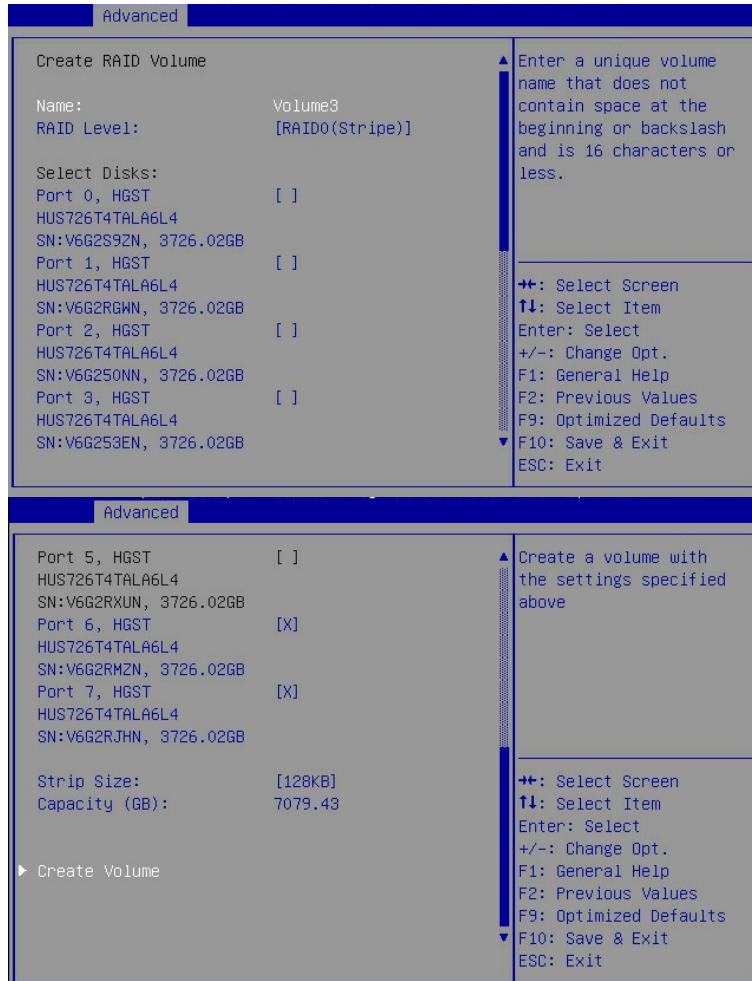 Advanced
Create RAID Volume
Name: Volume3
RAID Level: [RAID0(Stripe)]
Select Disks:
Port 0, HGST [ ]
HUS726T4TALA6L4
SN:V6G2S9ZN, 3726.02GB
Port 1, HGST [ ]
HUS726T4TALA6L4
SN:V6G2RGWN, 3726.02GB
Port 2, HGST [ ]
HUS726T4TALA6L4
SN:V6G250NN, 3726.02GB
Port 3, HGST [ ]
HUS726T4TALA6L4
SN:V6G253EN, 3726.02GB
Enter a unique volume
name that does not
contain space at the
beginning or backslash
and is 16 characters or
less.
→←: Select Screen
↑↓: Select Item
Enter: Select
+/-: Change Opt.
F1: General Help
F2: Previous Values
F9: Optimized Defaults
F10: Save & Exit
ESC: Exit
Advanced
Port 5, HGST [ ]
HUS726T4TALA6L4
SN:V6G2RXUN, 3726.02GB
Port 6, HGST [X]
HUS726T4TALA6L4
SN:V6G2RMZN, 3726.02GB
Port 7, HGST [X]
HUS726T4TALA6L4
SN:V6G2RJHN, 3726.02GB
Strip Size: [128KB]
Capacity (GB): 7079.43
Create Volume
Create a volume with
the settings specified
above
→←: Select Screen
↑↓: Select Item
Enter: Select
+/-: Change Opt.
F1: General Help
F2: Previous Values
F9: Optimized Defaults
F10: Save & Exit
ESC: Exit